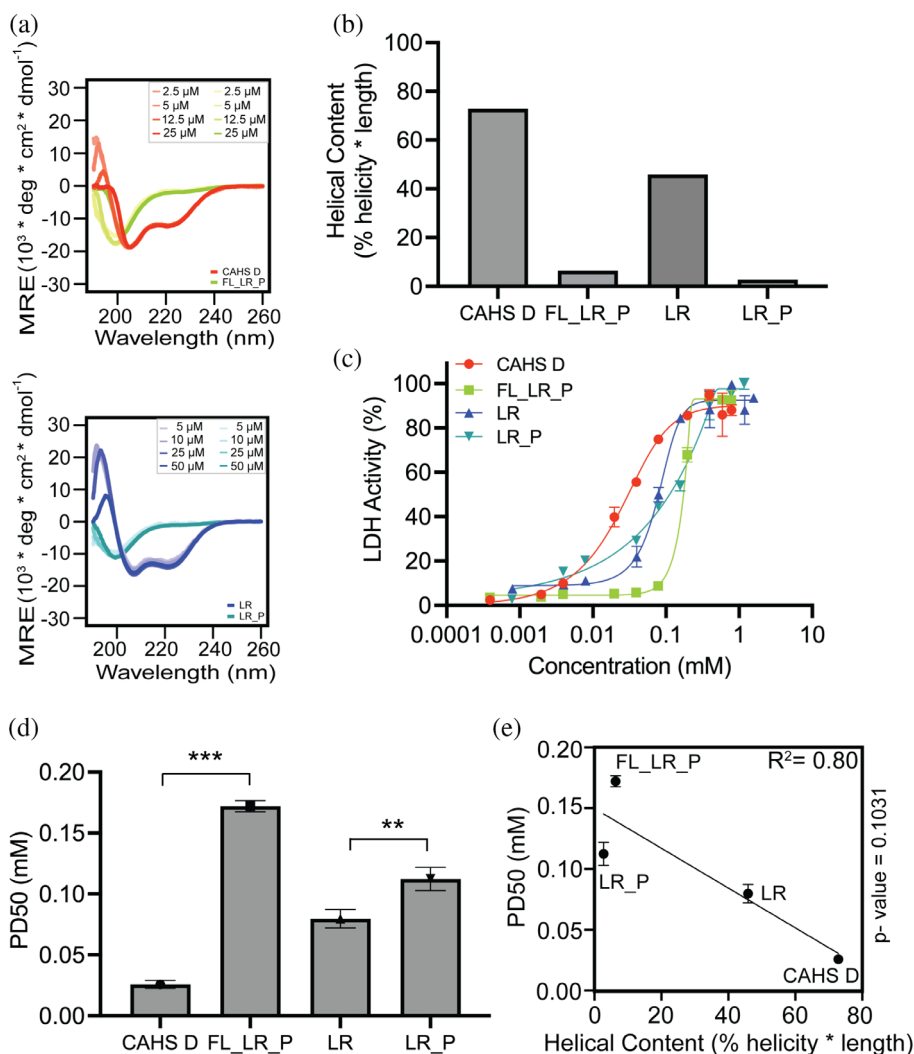 (a)
MRE (10³ * deg * cm² * dmol⁻¹)
30
20
10
0
-10
-20
-30
2.5 µM 2.5 µM
5 µM 5 µM
12.5 µM 12.5 µM
25 µM 25 µM
CAHS D
FL_LR_P
200 220 240 260
Wavelength (nm)
MRE (10³ * deg * cm² * dmol⁻¹)
30
20
10
0
-10
-20
-30
5 µM 5 µM
10 µM 10 µM
25 µM 25 µM
50 µM 50 µM
LR
LR_P
200 220 240 260
Wavelength (nm)
(b)
Helical Content
(% helicity * length)
100
80
60
40
20
0
CAHS D FL_LR_P LR LR_P
(c)
CAHS D
FL_LR_P
LR
LR_P
LDH Activity (%)
100
80
60
40
20
0
0.0001 0.001 0.01 0.1 1 10
Concentration (mM)
(d)
PD50 (mM)
0.20
0.15
0.10
0.05
0.00
***
**
CAHS D FL_LR_P LR LR_P
(e)
PD50 (mM)
0.20
0.15
0.10
0.05
0.00
FL_LR_P
R²= 0.80
LR_P
LR
CAHS D
p- value = 0.1031
0 20 40 60 80
Helical Content (% helicity * length)